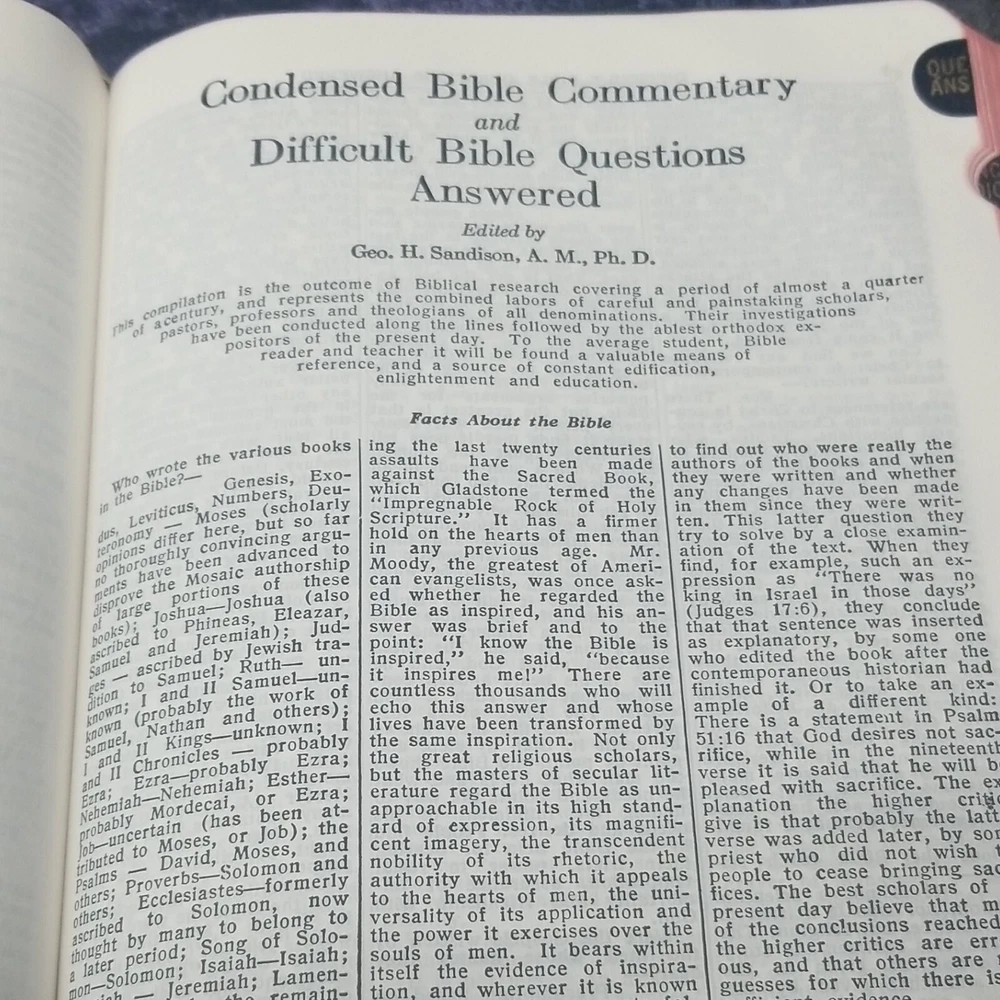 Condensed Bible Commentary
and
Difficult Bible Questions
Answered
Edited by
Geo. H. Sandison, A. M., Ph. D.
This compilation is the outcome of Biblical research covering a period of almost a quarter
of acentury, and represents the combined labors of careful and painstaking scholars,
pastors, professors and theologians of all denominations. Their investigations
have been conducted along the lines followed by the ablest orthodox ex-
positors of the present day. To the average student, Bible
reader and teacher it will be found a valuable means of
reference, and a source of constant edification,
enlightenment and education.
Facts About the Bible
Who wrote the various books
in the Bible?— Genesis, Exo-
dus, Leviticus, Numbers, Deu-
teronomy — Moses (scholarly
opinions differ here, but so far
no thoroughly convincing argu-
ments have been advanced to
disprove the Mosaic authorship
of large portions of these
books); Joshua—Joshua (also
ascribed to Phineas, Eleazar,
Samuel and Jeremiah); Jud-
ges — ascribed by Jewish tra-
dition to Samuel; Ruth— un-
known; I and II Samuel—un-
known (probably the work of
Samuel, Nathan and others);
I and II Kings—unknown; I
and II Chronicles — probably
Ezra; Ezra—probably Ezra;
Nehemiah—Nehemiah; Esther—
probably Mordecai, or Ezra;
Job—uncertain (has been at-
tributed to Moses, or Job); the
Psalms — David, Moses, and
others; Proverbs—Solomon and
others; Ecclesiastes—formerly
ascribed to Solomon, now
thought by many to belong to
a later period; Song of Solo-
mon—Solomon; Isaiah—Isaiah;
— Jeremiah; Lamen-
remain-
ing the last twenty centuries
assaults have been made
against the Sacred Book,
which Gladstone termed the
"Impregnable Rock of Holy
Scripture." It has a firmer
hold on the hearts of men than
in any previous age. Mr.
Moody, the greatest of Ameri-
can evangelists, was once ask-
ed whether he regarded the
Bible as inspired, and his an-
swer was brief and to the
point: "I know the Bible is
inspired," he said, "because
it inspires me!" There are
countless thousands who will
echo this answer and whose
lives have been transformed by
the same inspiration. Not only
the great religious scholars,
but the masters of secular lit-
erature regard the Bible as un-
approachable in its high stand-
ard of expression, its magnifi-
cent imagery, the transcendent
nobility of its rhetoric, the
authority with which it appeals
to the hearts of men, the uni-
versality of its application and
the power it exercises over the
souls of men. It bears within
itself the evidence of inspira-
tion, and wherever it is known
to find out who were really the
authors of the books and when
they were written and whether
any changes have been made
in them since they were writ-
ten. This latter question they
try to solve by a close examin-
ation of the text. When they
find, for example, such an ex-
pression as "There was no
king in Israel in those days"
(Judges 17:6), they conclude
that that sentence was inserted
as explanatory, by some one
who edited the book after the
contemporaneous historian had
finished it. Or to take an ex-
ample of a different kind:
There is a statement in Psalm
51:16 that God desires not sac-
rifice, while in the nineteenth
verse it is said that he will b
pleased with sacrifice. The ex
planation the higher criti
give is that probably the latt
verse was added later, by som
priest who did not wish t
people to cease bringing sac
fices. The best scholars of
present day believe that m
of the conclusions reached
the higher critics are err
ous, and that others are
guesses for which there is
QUE
ANS